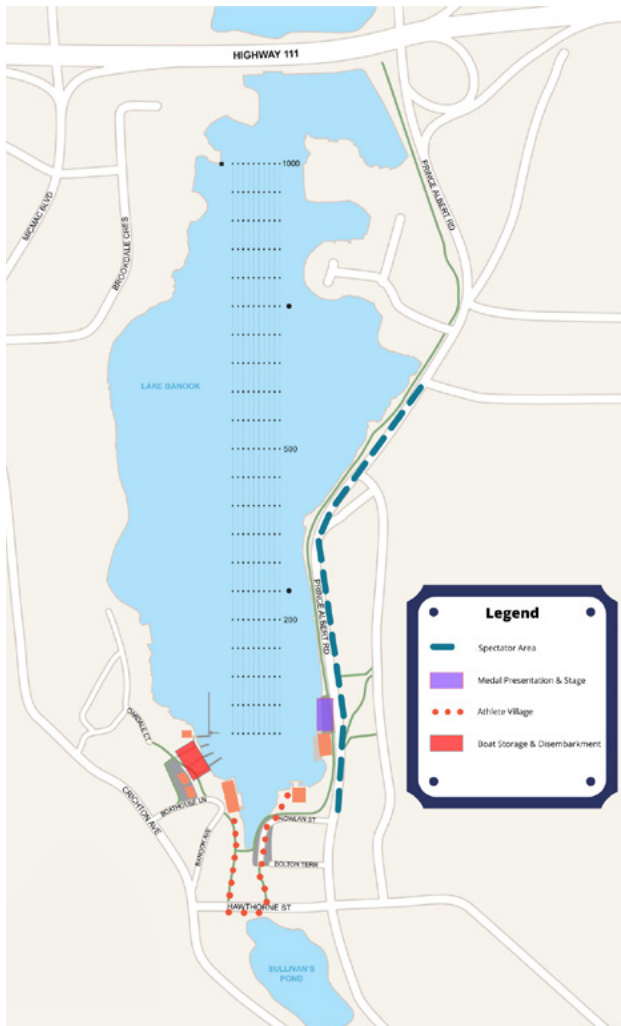 HIGHWAY 111
1000
PRINCE ALBERT RD
MICMAC BLVD
BROOKDALE CRES
LAKE BANOOK
500
PRINCE ALBERT RD
200
Legend
Spectator Area
Medal Presentation & Stage
Athlete Village
Boat Storage & Disembarkment
OAKDALE CT
BOATHOUSE LN
CRICHTON AVE
BANOOK AVE
NOWLAN ST
BOLTON TERR
HAWTHORNE ST
SULLIVAN'S
POND